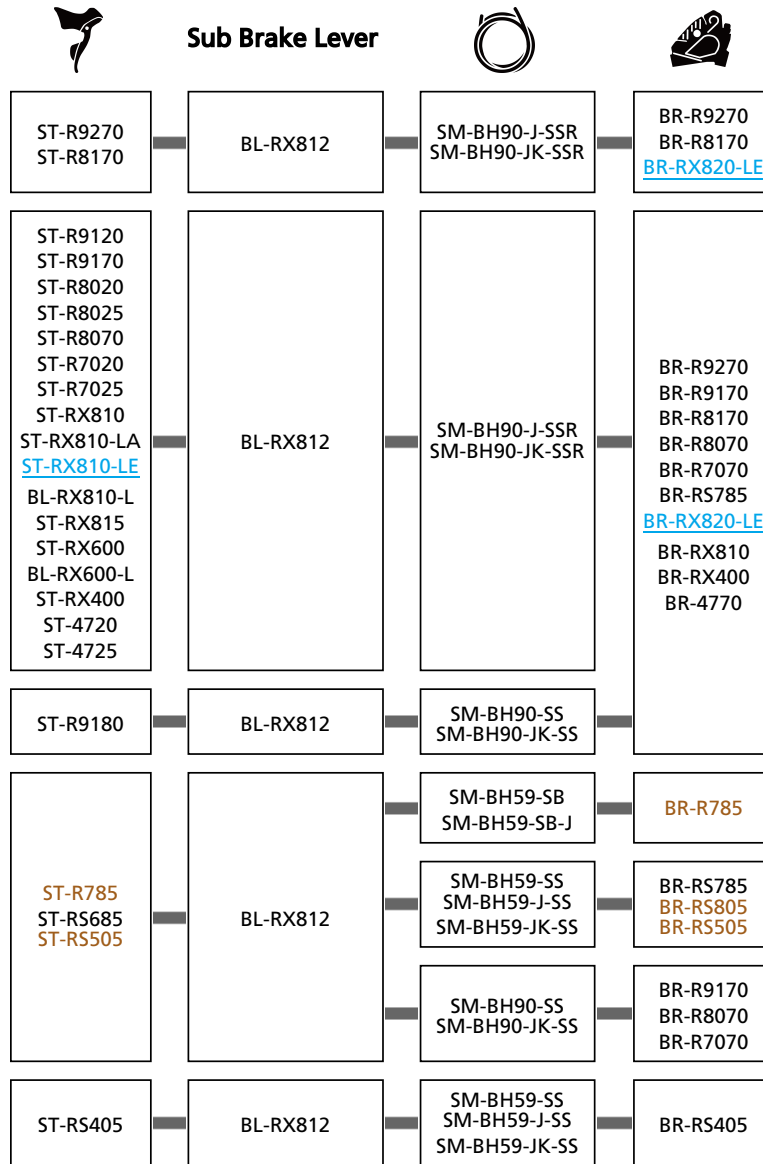 Sub Brake Lever
ST-R9270
ST-R8170
BL-RX812
SM-BH90-J-SSR
SM-BH90-JK-SSR
BR-R9270
BR-R8170
BR-RX820-LE
ST-R9120
ST-R9170
ST-R8020
ST-R8025
ST-R8070
ST-R7020
ST-R7025
ST-RX810
ST-RX810-LA
ST-RX810-LE
BL-RX810-L
ST-RX815
ST-RX600
BL-RX600-L
ST-RX400
ST-4720
ST-4725
BL-RX812
SM-BH90-J-SSR
SM-BH90-JK-SSR
BR-R9270
BR-R9170
BR-R8170
BR-R8070
BR-R7070
BR-RS785
BR-RX820-LE
BR-RX810
BR-RX400
BR-4770
ST-R9180
BL-RX812
SM-BH90-SS
SM-BH90-JK-SS
ST-R785
ST-RS685
ST-RS505
BL-RX812
SM-BH59-SB
SM-BH59-SB-J
BR-R785
SM-BH59-SS
SM-BH59-J-SS
SM-BH59-JK-SS
BR-RS785
BR-RS805
BR-RS505
SM-BH90-SS
SM-BH90-JK-SS
BR-R9170
BR-R8070
BR-R7070
ST-RS405
BL-RX812
SM-BH59-SS
SM-BH59-J-SS
SM-BH59-JK-SS
BR-RS405